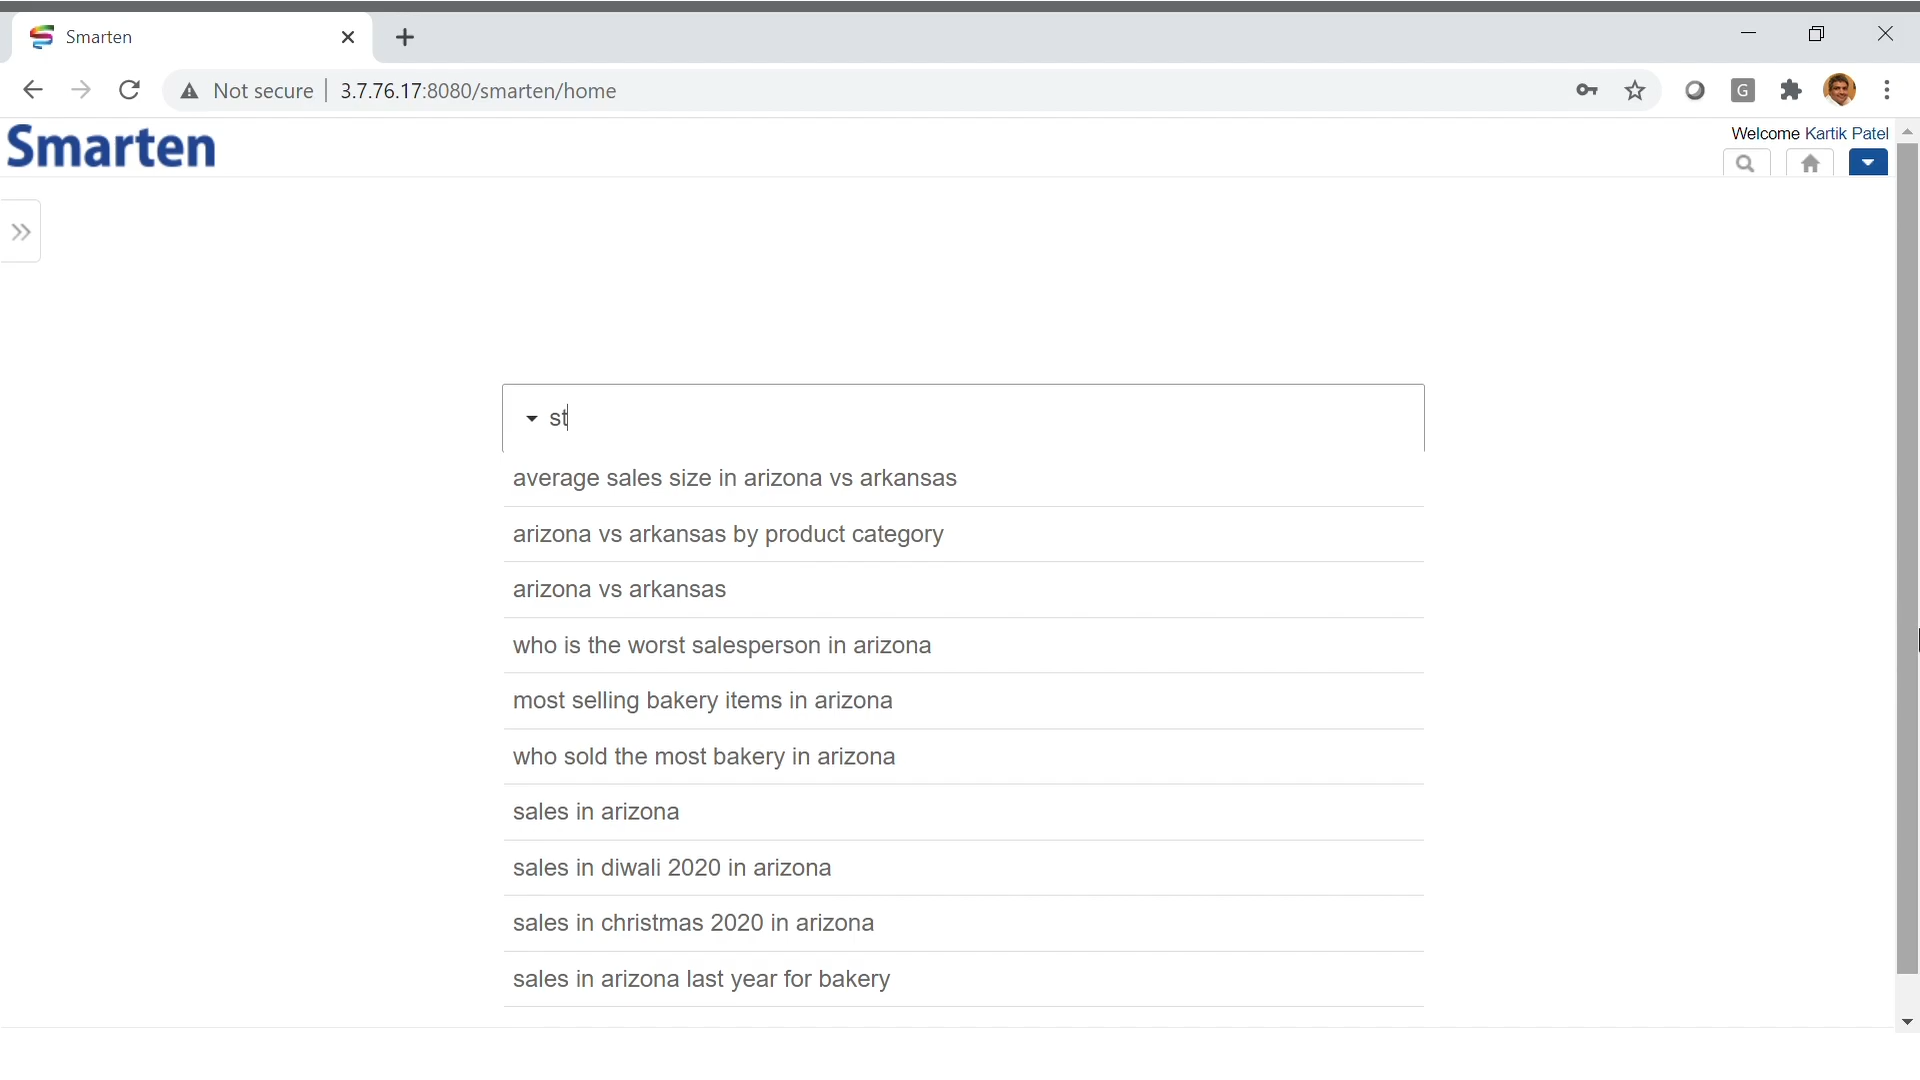 Smarten
Not secure
3.7.76.17:8080/smarten/home
G
Smarten
Welcome Kartik Patel
st
average sales size in arizona vs arkansas
arizona vs arkansas by product category
arizona vs arkansas
who is the worst salesperson in arizona
most selling bakery items in arizona
who sold the most bakery in arizona
sales in arizona
sales in diwali 2020 in arizona
sales in christmas 2020 in arizona
sales in arizona last year for bakery